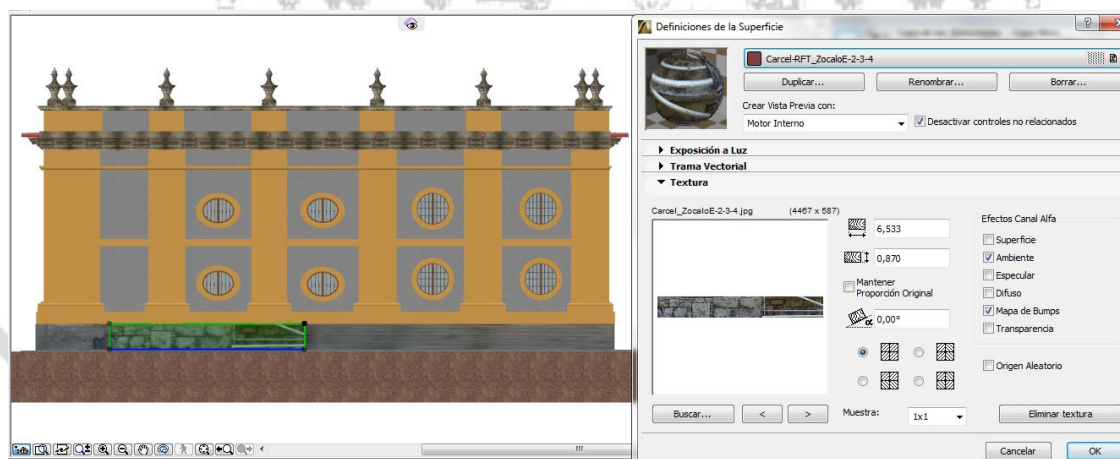 Definiciones de la Superficie
Carcel-RFT_ZocaloE-2-3-4
Duplicar... Renombrar... Borrar...
Crear Vista Previa con:
Motor Interno Desactivar controles no relacionados
Exposición a Luz
Trama Vectorial
Textura
Carcel_ZocaloE-2-3-4.jpg (4467 x 587)
6,533
0,870
Mantener
Proporción Original
α 0,00°
Efectos Canal Alfa
Superficie
Ambiente
Especular
Difuso
Mapa de Bumps
Transparencia
Origen Aleatorio
Buscar... < > Muestra: 1x1 Eliminar textura
Cancelar OK